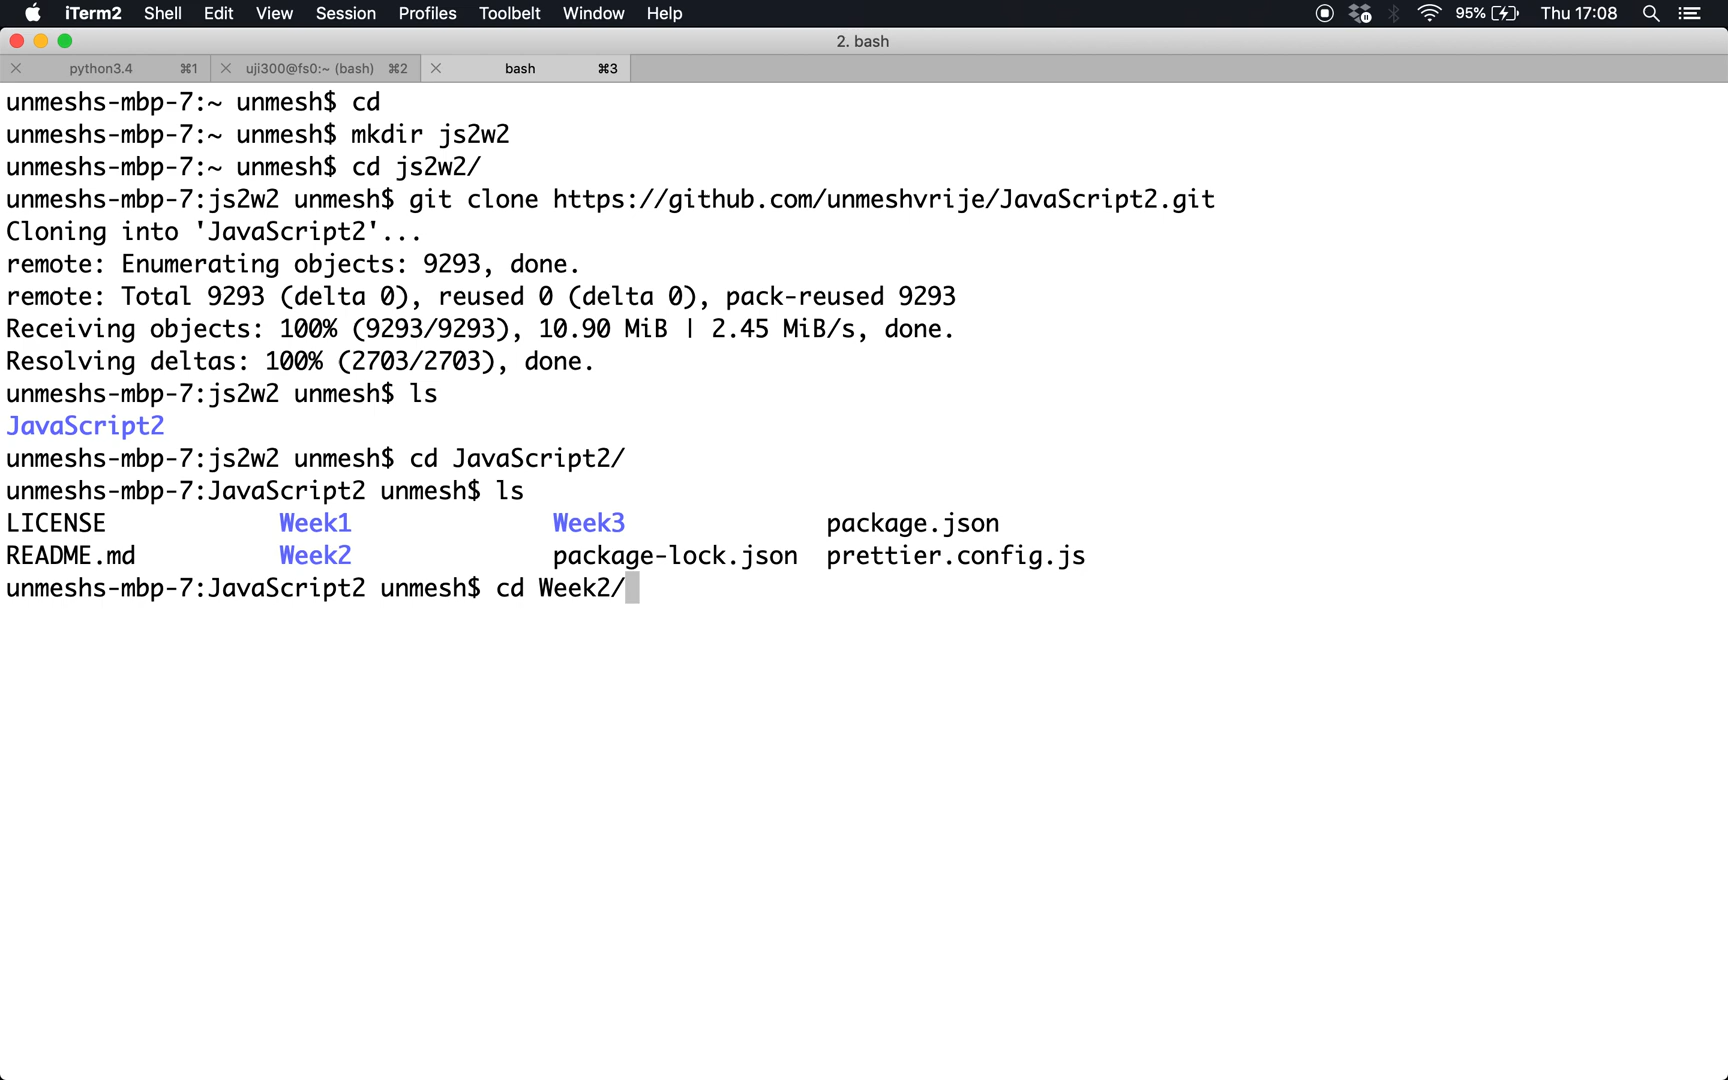 iTerm2 Shell Edit View Session Profiles Toolbelt Window Help 95% Thu 17:08
2. bash
python3.4 ⌘1 uji300@fs0:~ (bash) ⌘2 bash ⌘3
unmeshs-mbp-7:~ unmesh$ cd
unmeshs-mbp-7:~ unmesh$ mkdir js2w2
unmeshs-mbp-7:~ unmesh$ cd js2w2/
unmeshs-mbp-7:js2w2 unmesh$ git clone https://github.com/unmeshvrije/JavaScript2.git
Cloning into 'JavaScript2'...
remote: Enumerating objects: 9293, done.
remote: Total 9293 (delta 0), reused 0 (delta 0), pack-reused 9293
Receiving objects: 100% (9293/9293), 10.90 MiB | 2.45 MiB/s, done.
Resolving deltas: 100% (2703/2703), done.
unmeshs-mbp-7:js2w2 unmesh$ ls
JavaScript2
unmeshs-mbp-7:js2w2 unmesh$ cd JavaScript2/
unmeshs-mbp-7:JavaScript2 unmesh$ ls
LICENSE Week1 Week3 package.json
README.md Week2 package-lock.json prettier.config.js
unmeshs-mbp-7:JavaScript2 unmesh$ cd Week2/